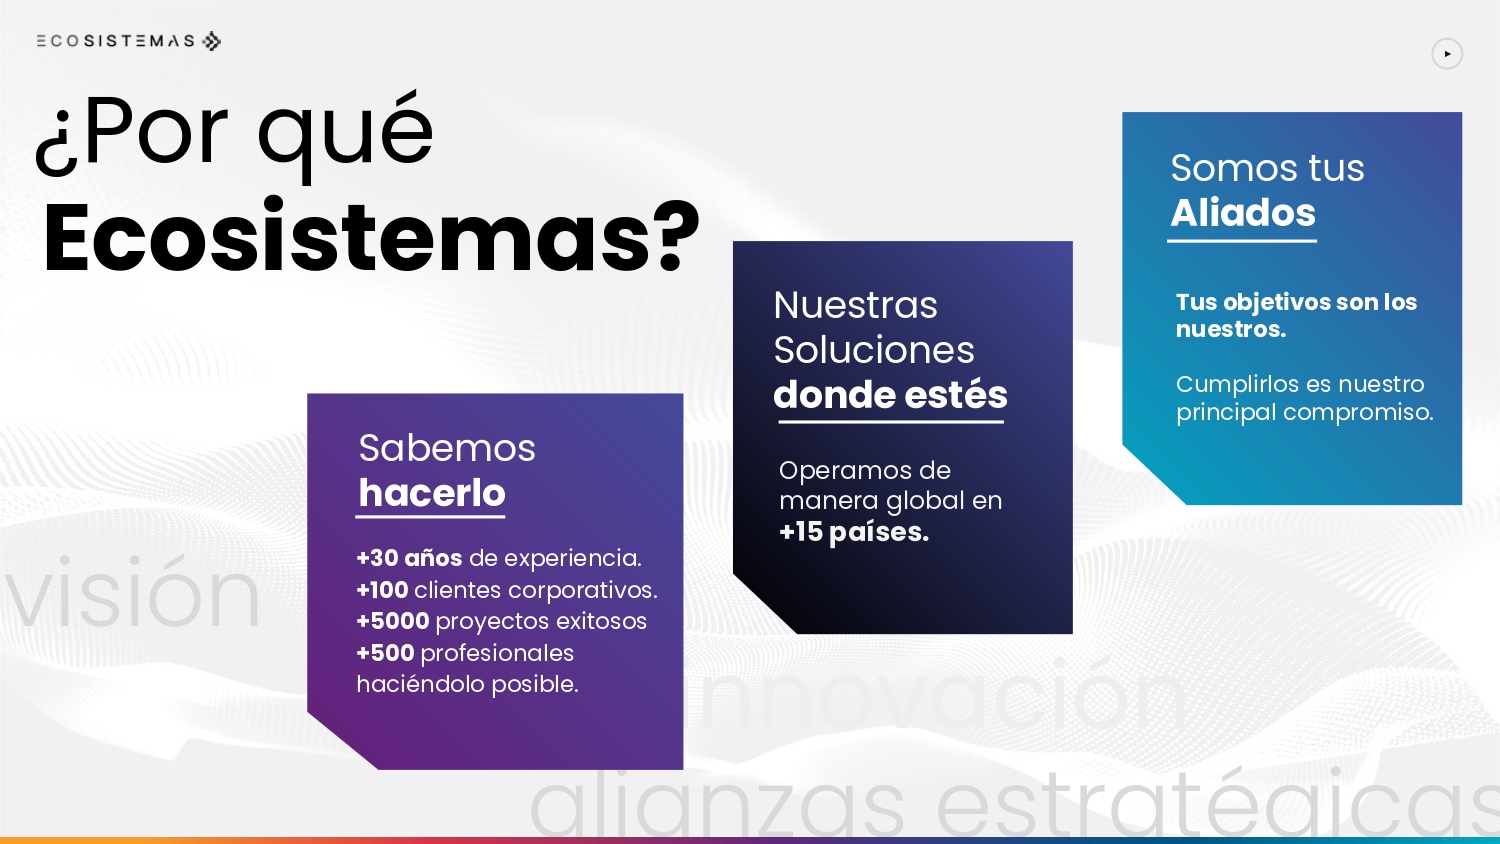 ECOSISTEMAS
¿Por qué
Ecosistemas?
Sabemos
hacerlo
+30 años de experiencia.
+100 clientes corporativos.
+5000 proyectos exitosos
+500 profesionales
haciéndolo posible.
Nuestras
Soluciones
donde estés
Operamos de
manera global en
+15 países.
Somos tus
Aliados
Tus objetivos son los
nuestros.
Cumplirlos es nuestro
principal compromiso.
visión
nnovación
alianzas estratégicas